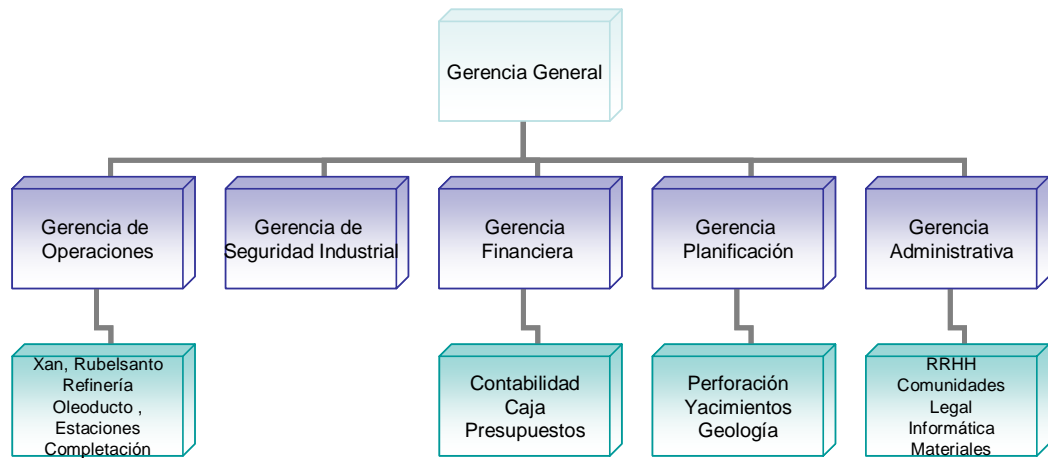 Gerencia General
Gerencia de
Operaciones
Gerencia de
Seguridad Industrial
Gerencia
Financiera
Gerencia
Planificación
Gerencia
Administrativa
Xan, Rubelsanto
Refinería
Oleoducto ,
Estaciones
Completación
Contabilidad
Caja
Presupuestos
Perforación
Yacimientos
Geología
RRHH
Comunidades
Legal
Informática
Materiales